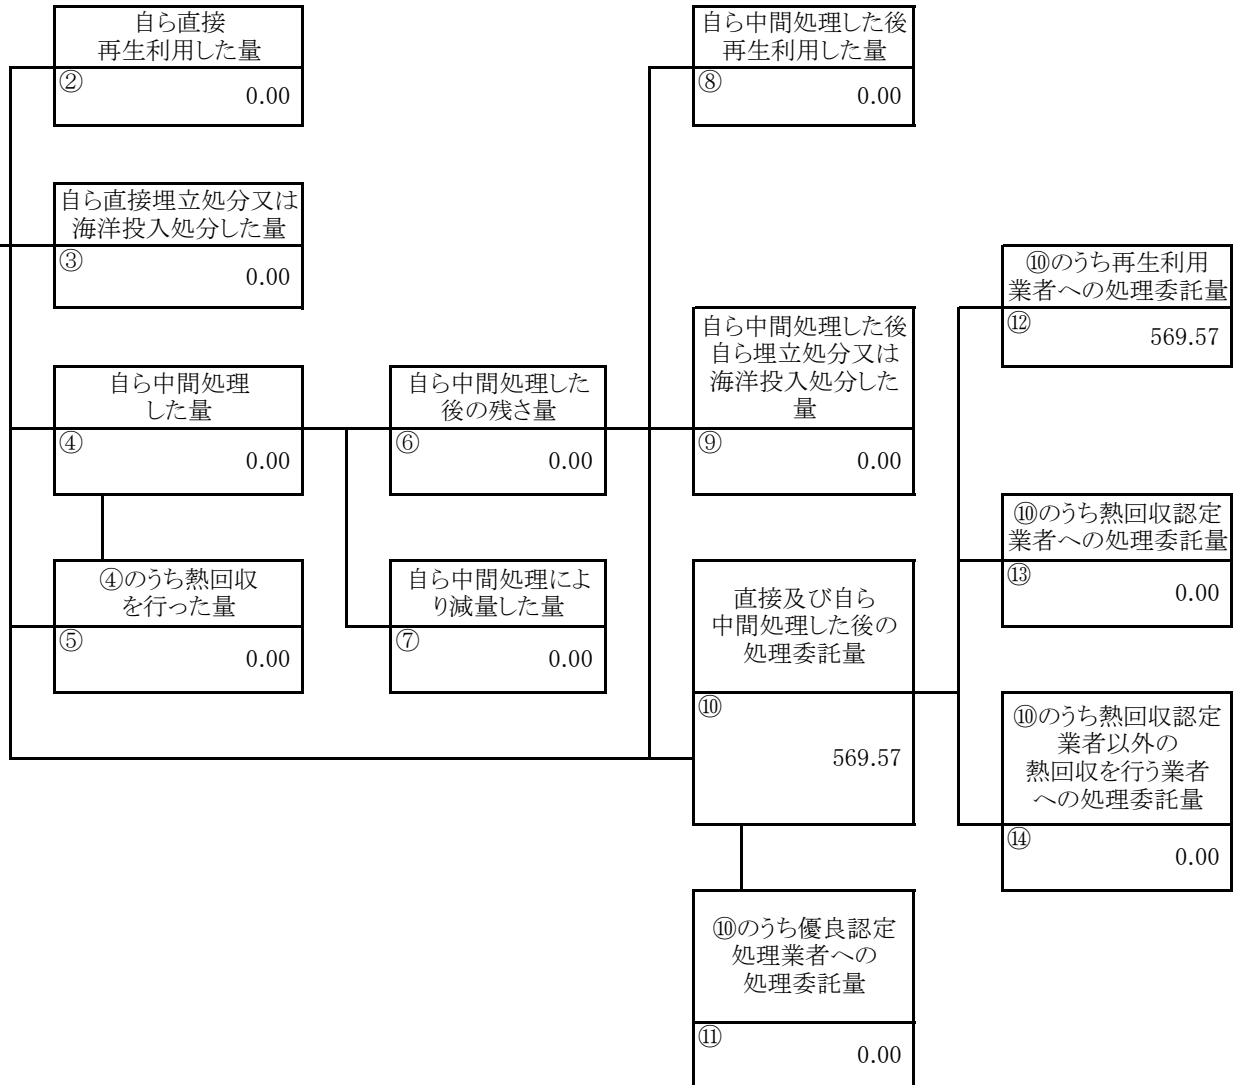 自ら直接
再生利用した量
②
0.00
自ら中間処理した後
再生利用した量
⑧
0.00
自ら直接埋立処分又は
海洋投入処分した量
③
0.00
⑩のうち再生利用
業者への処理委託量
⑫
569.57
自ら中間処理した後
自ら埋立処分又は
海洋投入処分した
量
⑨
0.00
自ら中間処理
した量
④
0.00
自ら中間処理した
後の残さ量
⑥
0.00
⑩のうち熱回収認定
業者への処理委託量
⑬
0.00
④のうち熱回収
を行った量
⑤
0.00
自ら中間処理によ
り減量した量
⑦
0.00
直接及び自ら
中間処理した後の
処理委託量
⑩
569.57
⑩のうち熱回収認定
業者以外の
熱回収を行う業者
への処理委託量
⑭
0.00
⑩のうち優良認定
処理業者への
処理委託量
⑪
0.00